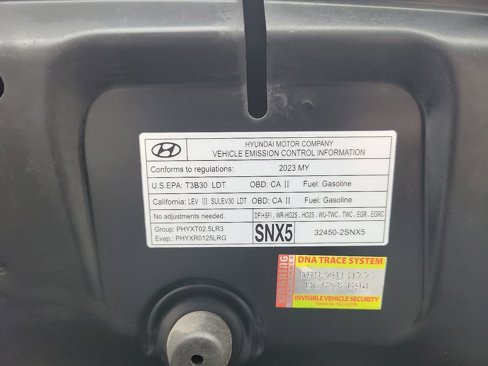 HYUNDAI MOTOR COMPANY
VEHICLE EMISSION CONTROL INFORMATION
Conforms to regulations: 2023 MY
U.S.EPA: T3B30 LDT OBD: CA II Fuel: Gasoline
California: LEV III SULEV30 LDT OBD: CA II Fuel: Gasoline
No adjustments needed. DFI+SFI, WR-HO2S, HO2S, WU-TWC, TWC, EGR, EGRC
Group: PHYXT02.5LR3
Evap.: PHYXR0125LRG
SNX5 32450-2SNX5
DNA TRACE SYSTEM
INVISIBLE VEHICLE SECURITY
WARNING